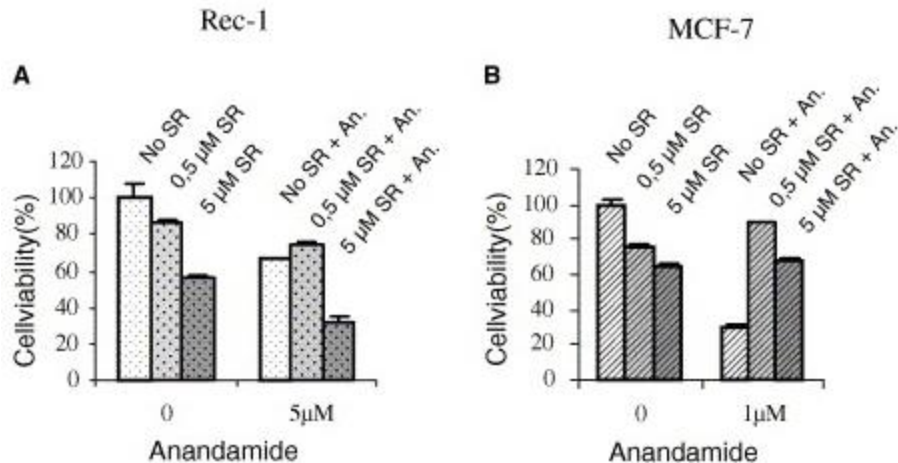 Rec-1
MCF-7
A
No SR
0,5 µM SR
5 µM SR
No SR + An.
0,5 µM SR + An.
5 µM SR + An.
Cellviability(%)
120
100
80
60
40
20
0
0
5µM
Anandamide
B
No SR
0,5 µM SR
5 µM SR
No SR + An.
0,5 µM SR + An.
5 µM SR + An.
Cellviability(%)
120
100
80
60
40
20
0
0
1µM
Anandamide